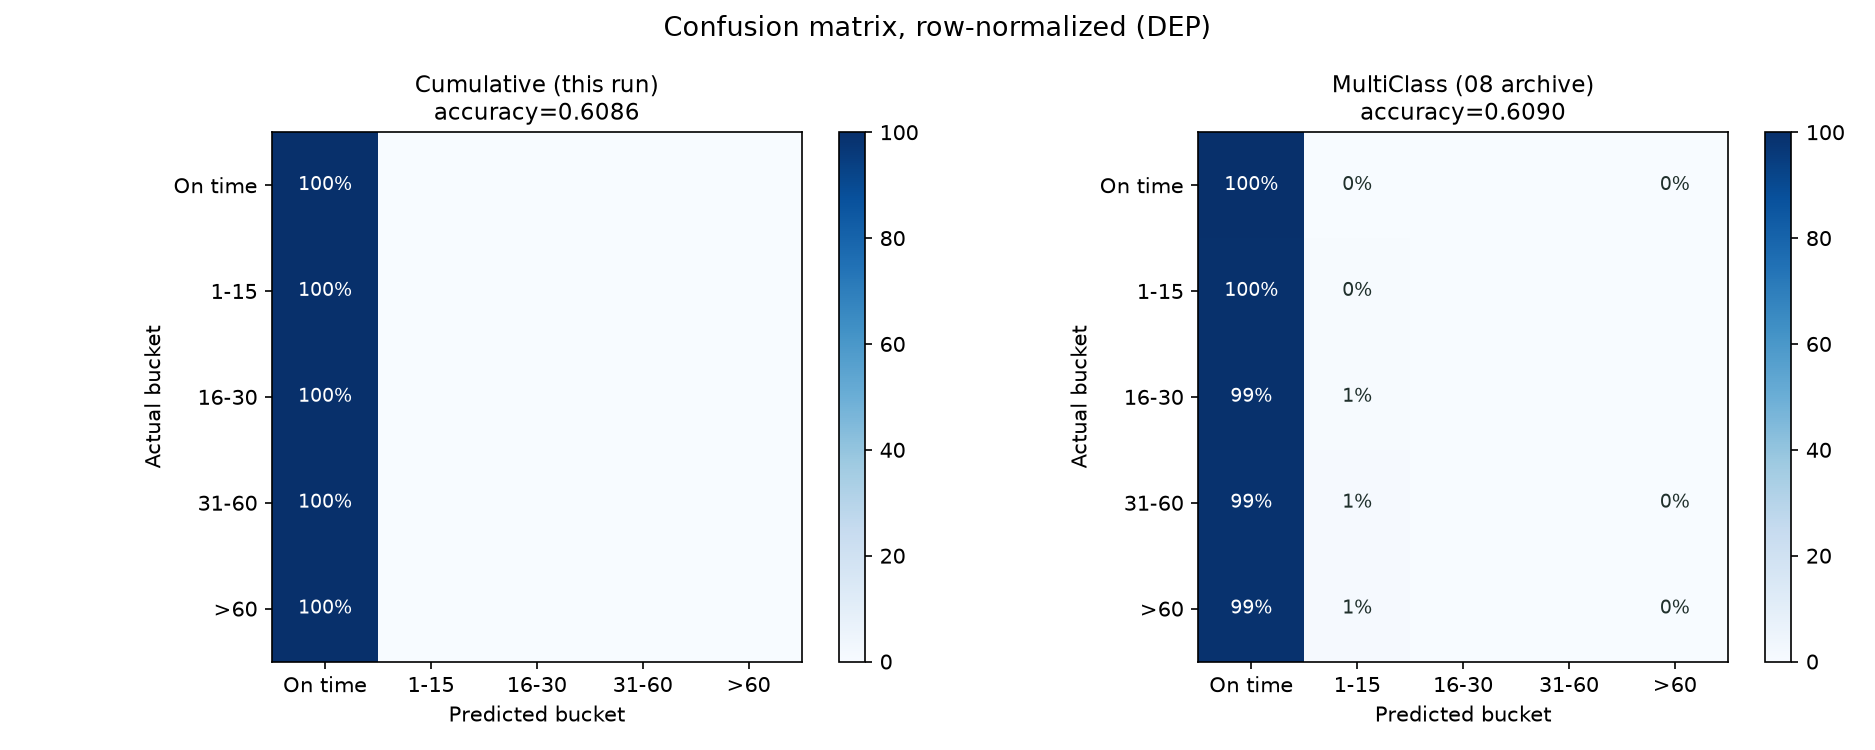 Confusion matrix, row-normalized (DEP)
Cumulative (this run)
accuracy=0.6086
100
80
60
40
20
0
On time
1-15
16-30
31-60
>60
Actual bucket
100%
100%
100%
100%
100%
On time 1-15 16-30 31-60 >60
Predicted bucket
MultiClass (08 archive)
accuracy=0.6090
100
80
60
40
20
0
On time
1-15
16-30
31-60
>60
Actual bucket
100% 0% 0%
100% 0%
99% 1%
99% 1% 0%
99% 1% 0%
On time 1-15 16-30 31-60 >60
Predicted bucket